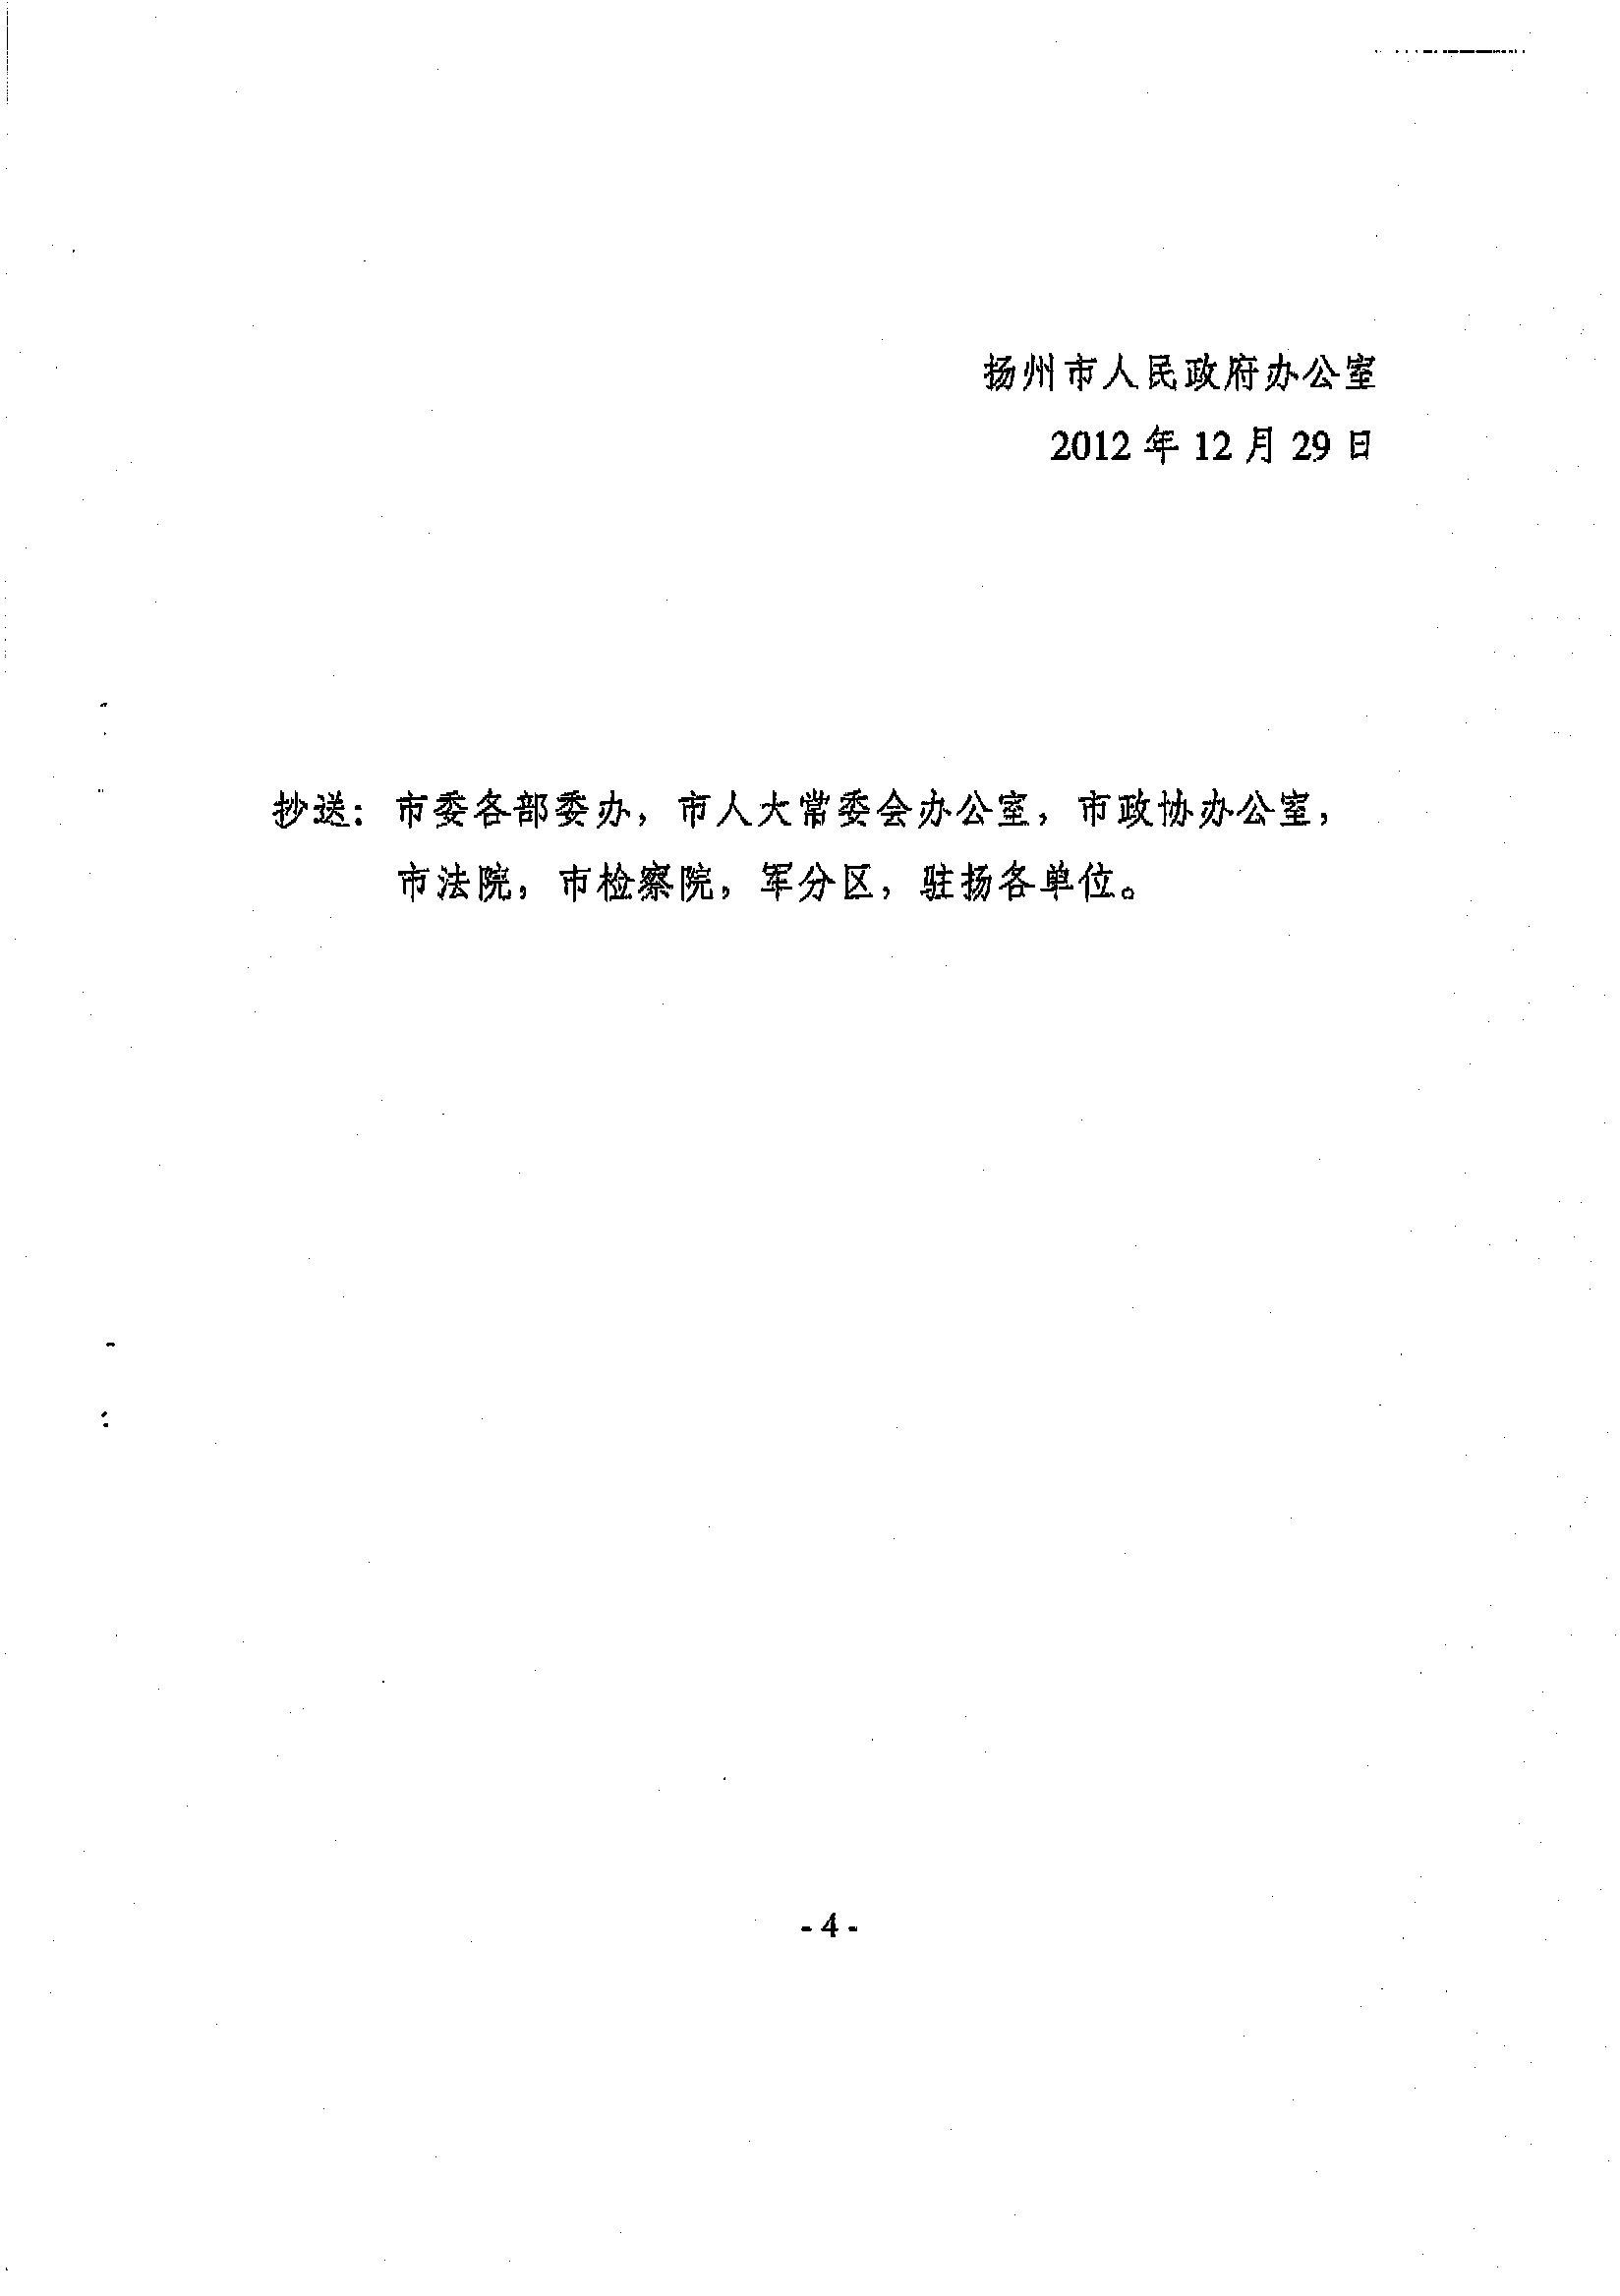 扬州市人民政府办公室
2012年12月29日
抄送：市委各部委办，市人大常委会办公室，市政协办公室，
市法院，市检察院，军分区，驻扬各单位。
-4-